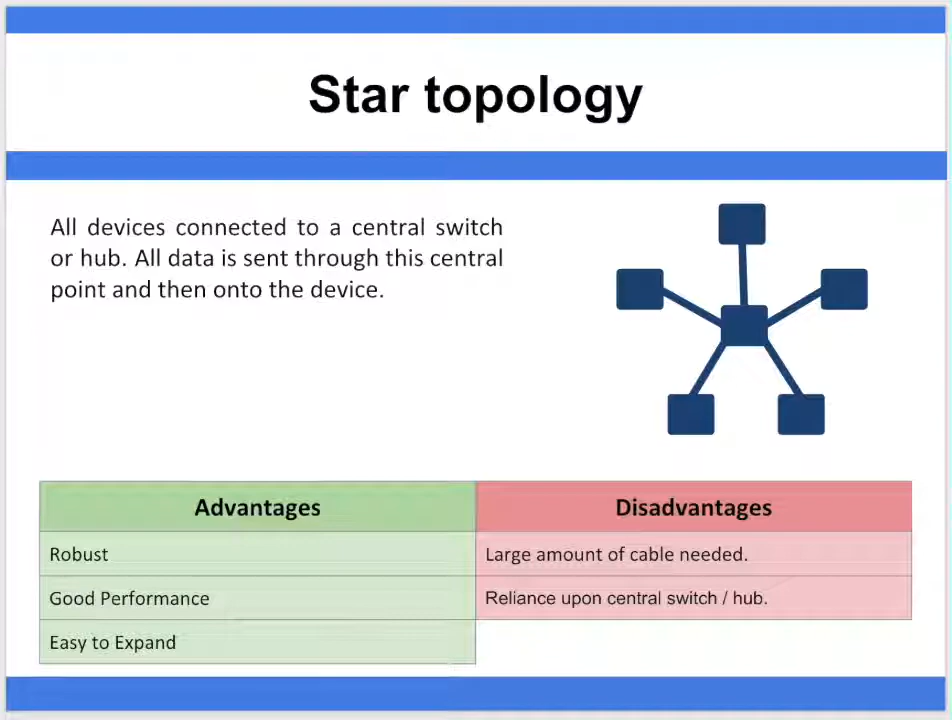 Star topology
All devices connected to a central switch
or hub. All data is sent through this central
point and then onto the device.
Advantages
Disadvantages
Robust
Large amount of cable needed.
Good Performance
Reliance upon central switch / hub.
Easy to Expand